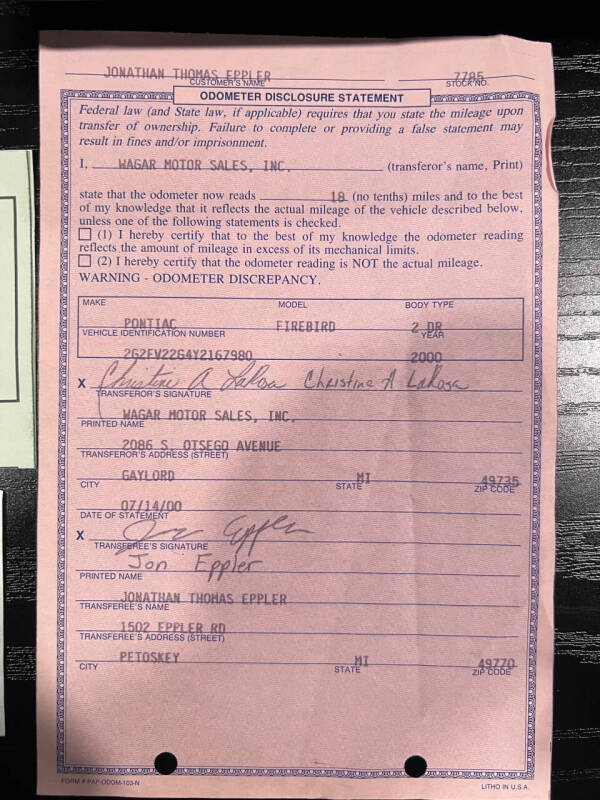 JONATHAN THOMAS EPPLER 7785
CUSTOMER'S NAME STOCK NO.
ODOMETER DISCLOSURE STATEMENT
Federal law (and State law, if applicable) requires that you state the mileage upon
transfer of ownership. Failure to complete or providing a false statement may
result in fines and/or imprisonment.
I. WAGAR MOTOR SALES, INC. (transferor's name, Print)
state that the odometer now reads 18 (no tenths) miles and to the best
of my knowledge that it reflects the actual mileage of the vehicle described below,
unless one of the following statements is checked.
(1) I hereby certify that to the best of my knowledge the odometer reading
reflects the amount of mileage in excess of its mechanical limits.
(2) I hereby certify that the odometer reading is NOT the actual mileage.
WARNING - ODOMETER DISCREPANCY.
MAKE MODEL BODY TYPE
PONTIAC FIREBIRD 2 DR
VEHICLE IDENTIFICATION NUMBER YEAR
2G2FV22G4Y2167980 2000
X Christine A LaRosa Christine A LaRosa
TRANSFEROR'S SIGNATURE
WAGAR MOTOR SALES, INC.
PRINTED NAME
2086 S. OTSEGO AVENUE
TRANSFEROR'S ADDRESS (STREET)
GAYLORD MI 49735
CITY STATE ZIP CODE
07/14/00
DATE OF STATEMENT
X Jon Eppler
TRANSFEREE'S SIGNATURE
Jon Eppler
PRINTED NAME
JONATHAN THOMAS EPPLER
TRANSFEREE'S NAME
1502 EPPLER RD
TRANSFEREE'S ADDRESS (STREET)
PETOSKEY MI 49770
CITY STATE ZIP CODE
FORM # PAP-ODOM-103-N LITHO IN U.S.A.